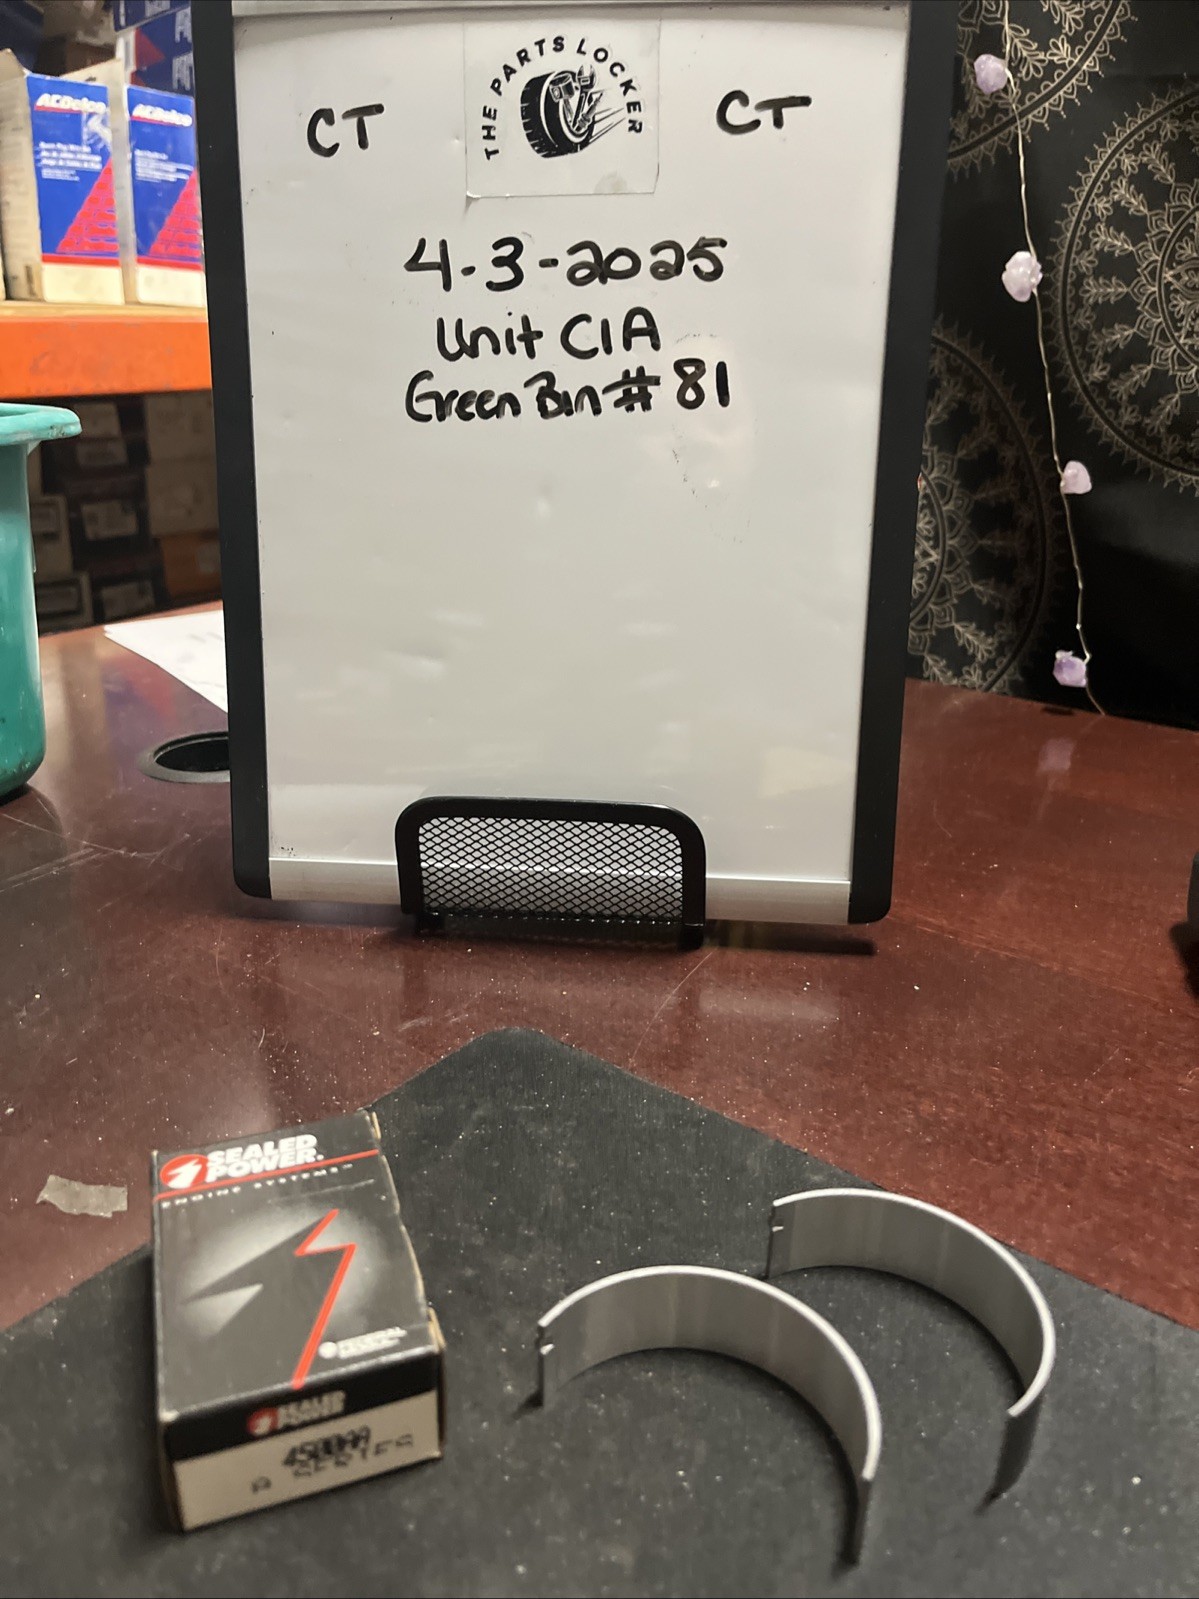 THE PARTS LOCKER
CT
CT
4-3-2025
Unit C1A
Green Bin # 81
ACDelco
ACDelco
SEALED
POWER.
ENGINE SYSTEMS™
SEALED
POWER
A SERIES